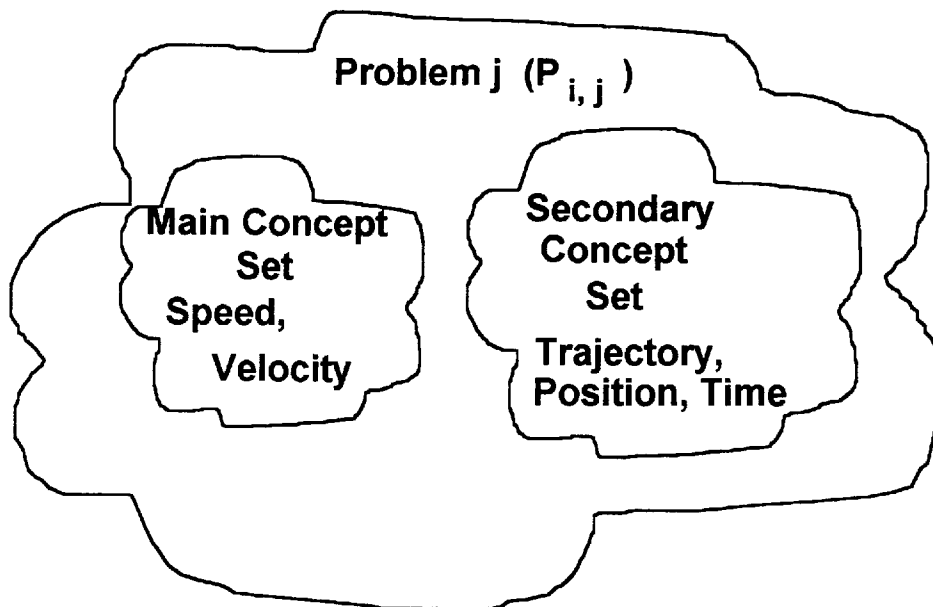 Problem j (P i, j )
Main Concept
Set
Speed,
Velocity
Secondary
Concept
Set
Trajectory,
Position, Time